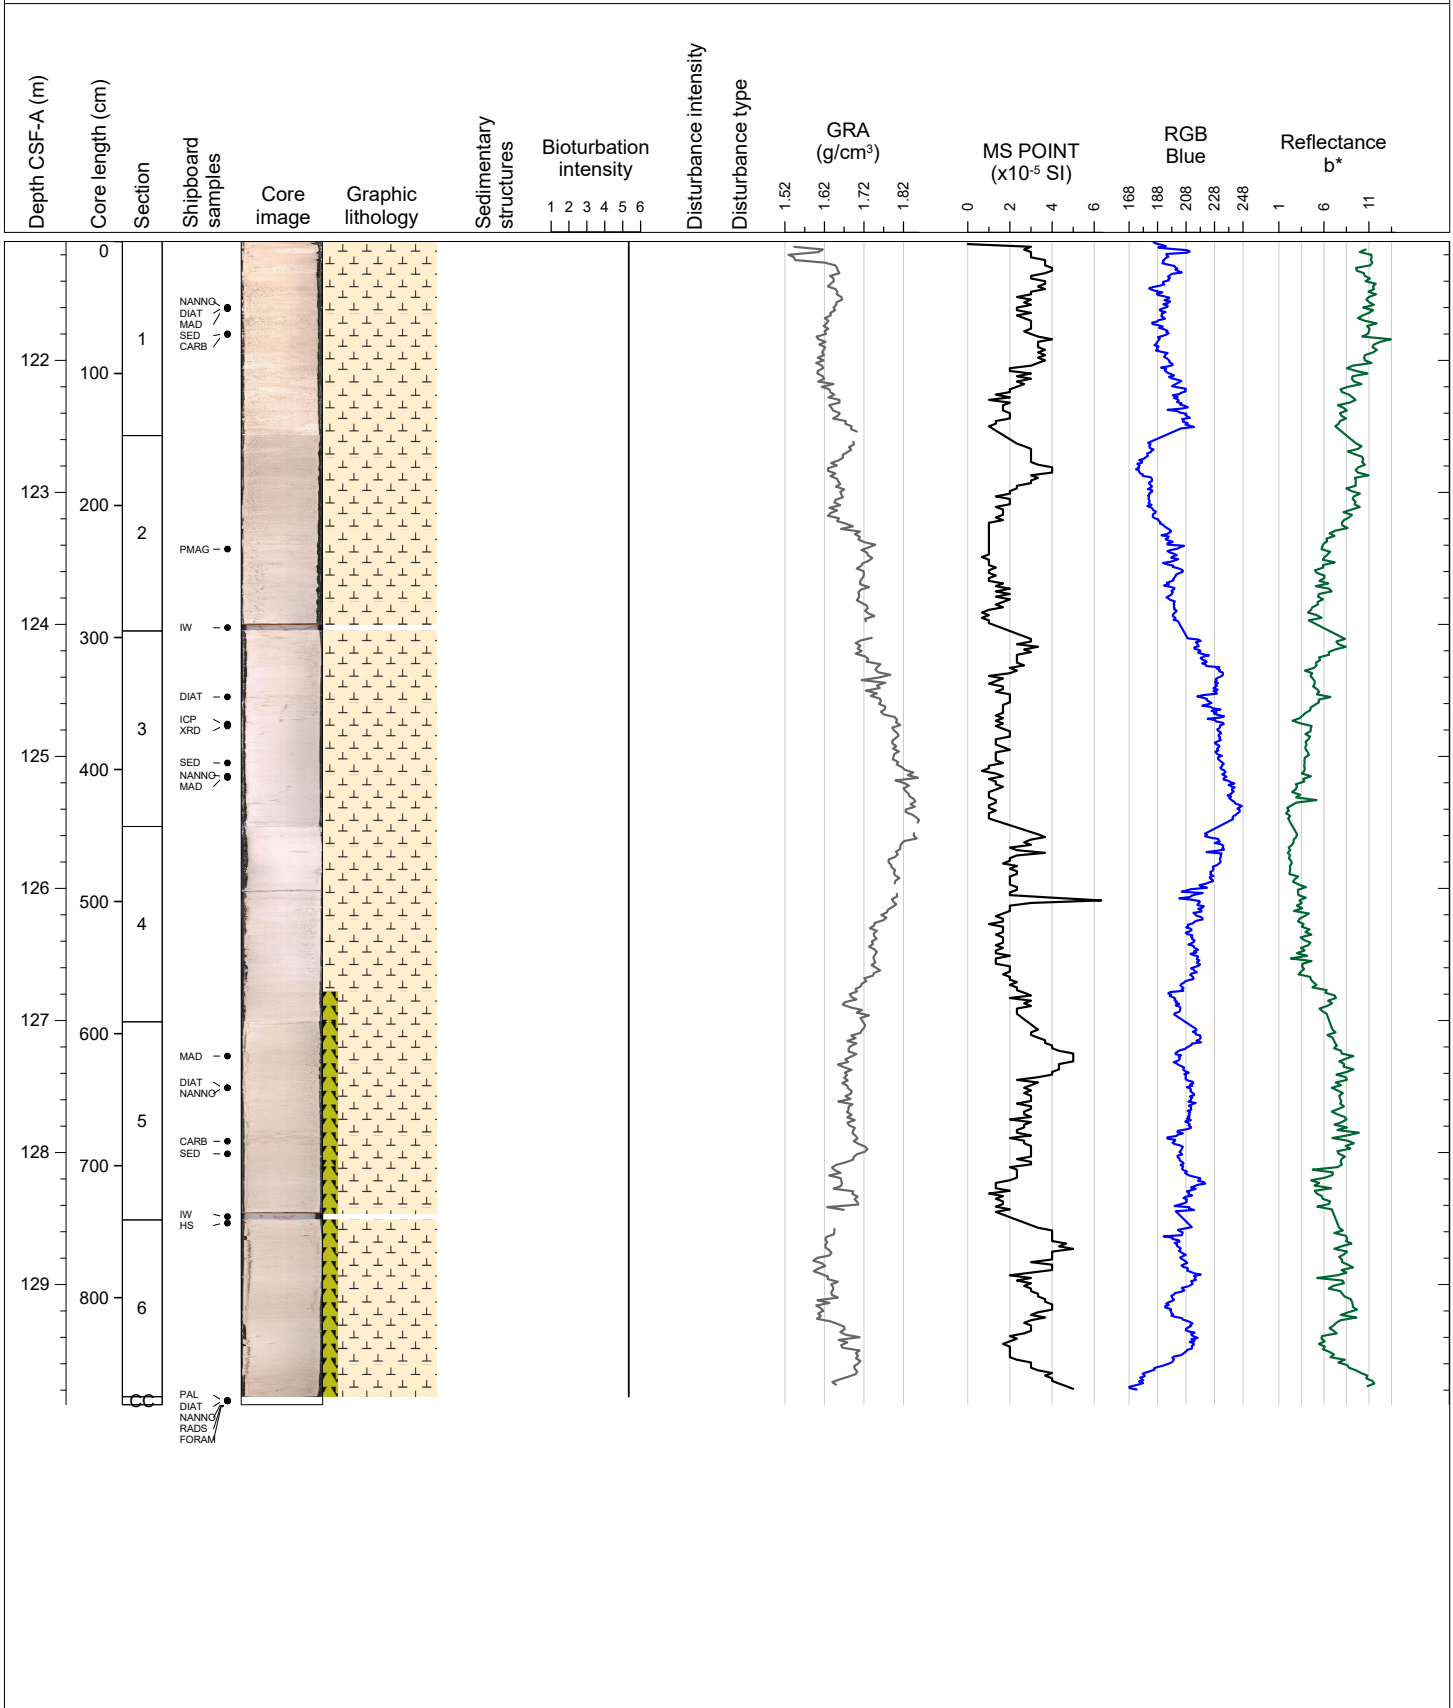 Depth CSF-A (m)
Core length (cm)
Section
Shipboard
samples
Core
image
Graphic
lithology
Sedimentary
structures
Bioturbation
intensity
1 2 3 4 5 6
Disturbance intensity
Disturbance type
GRA
(g/cm³)
1.52 1.62 1.72 1.82
MS POINT
(x10⁻⁵ SI)
0 2 4 6
RGB
Blue
168 188 208 228 248
Reflectance
b*
1 6 11
0
NANNO
DIAT
MAD
SED
1
CARB
122
100
123
200
2
PMAG
124
IW
300
DIAT
ICP
3
XRD
125
SED
400
NANNO
MAD
126
500
4
127
600
MAD
DIAT
NANNO
5
CARB
128
SED
700
IW
HS
129
800
6
PAL
CC
DIAT
NANNO
RADS
FORAM